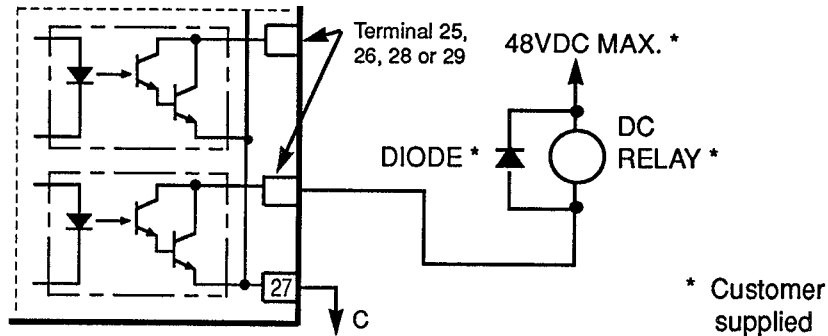 Terminal 25,
26, 28 or 29
48VDC MAX. *
DIODE *
DC
RELAY *
27
C
* Customer
supplied